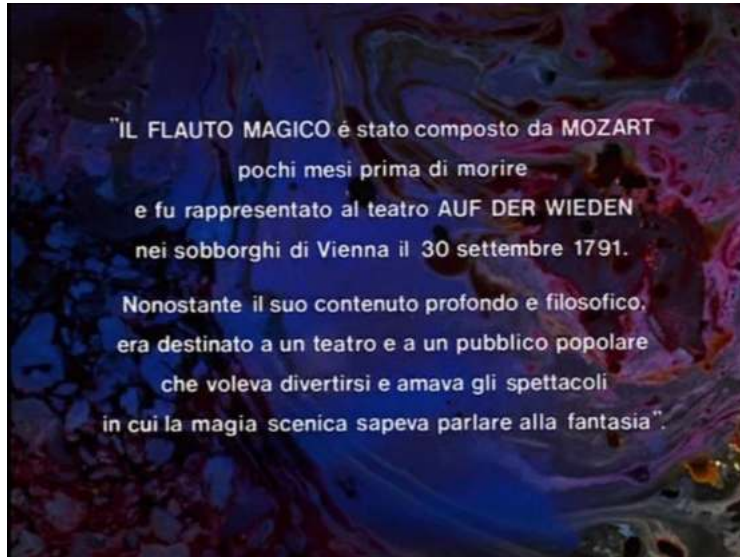 "IL FLAUTO MAGICO é stato composto da MOZART
pochi mesi prima di morire
e fu rappresentato al teatro AUF DER WIEDEN
nei sobborghi di Vienna il 30 settembre 1791.
Nonostante il suo contenuto profondo e filosofico,
era destinato a un teatro e a un pubblico popolare
che voleva divertirsi e amava gli spettacoli
in cui la magia scenica sapeva parlare alla fantasia".